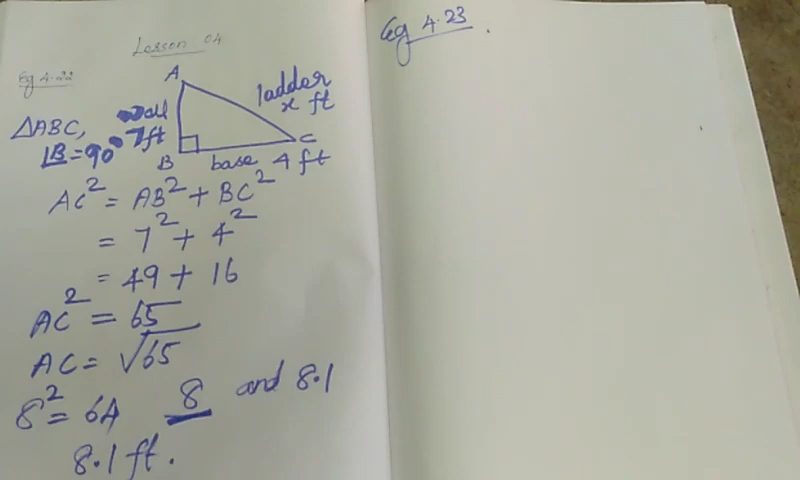 Lesson 04
Eg 4.22
A
ladder
x ft
wall
7ft
△ABC,
∠B = 90°
B
C
base 4 ft
AC² = AB² + BC²
= 7² + 4²
= 49 + 16
AC² = 65
AC = √65
8² = 64 8 and 8.1
8.1 ft.
Eg 4.23